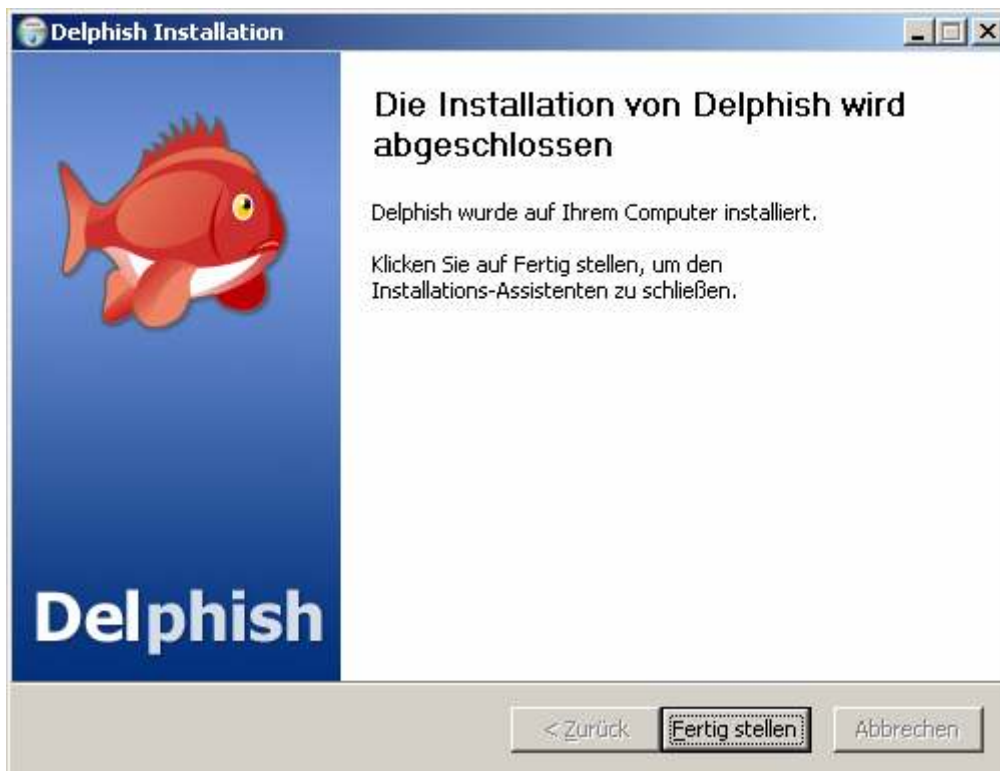 Delphish Installation
Die Installation von Delphish wird
abgeschlossen
Delphish wurde auf Ihrem Computer installiert.
Klicken Sie auf Fertig stellen, um den
Installations-Assistenten zu schließen.
Delphish
< Zurück
Fertig stellen
Abbrechen